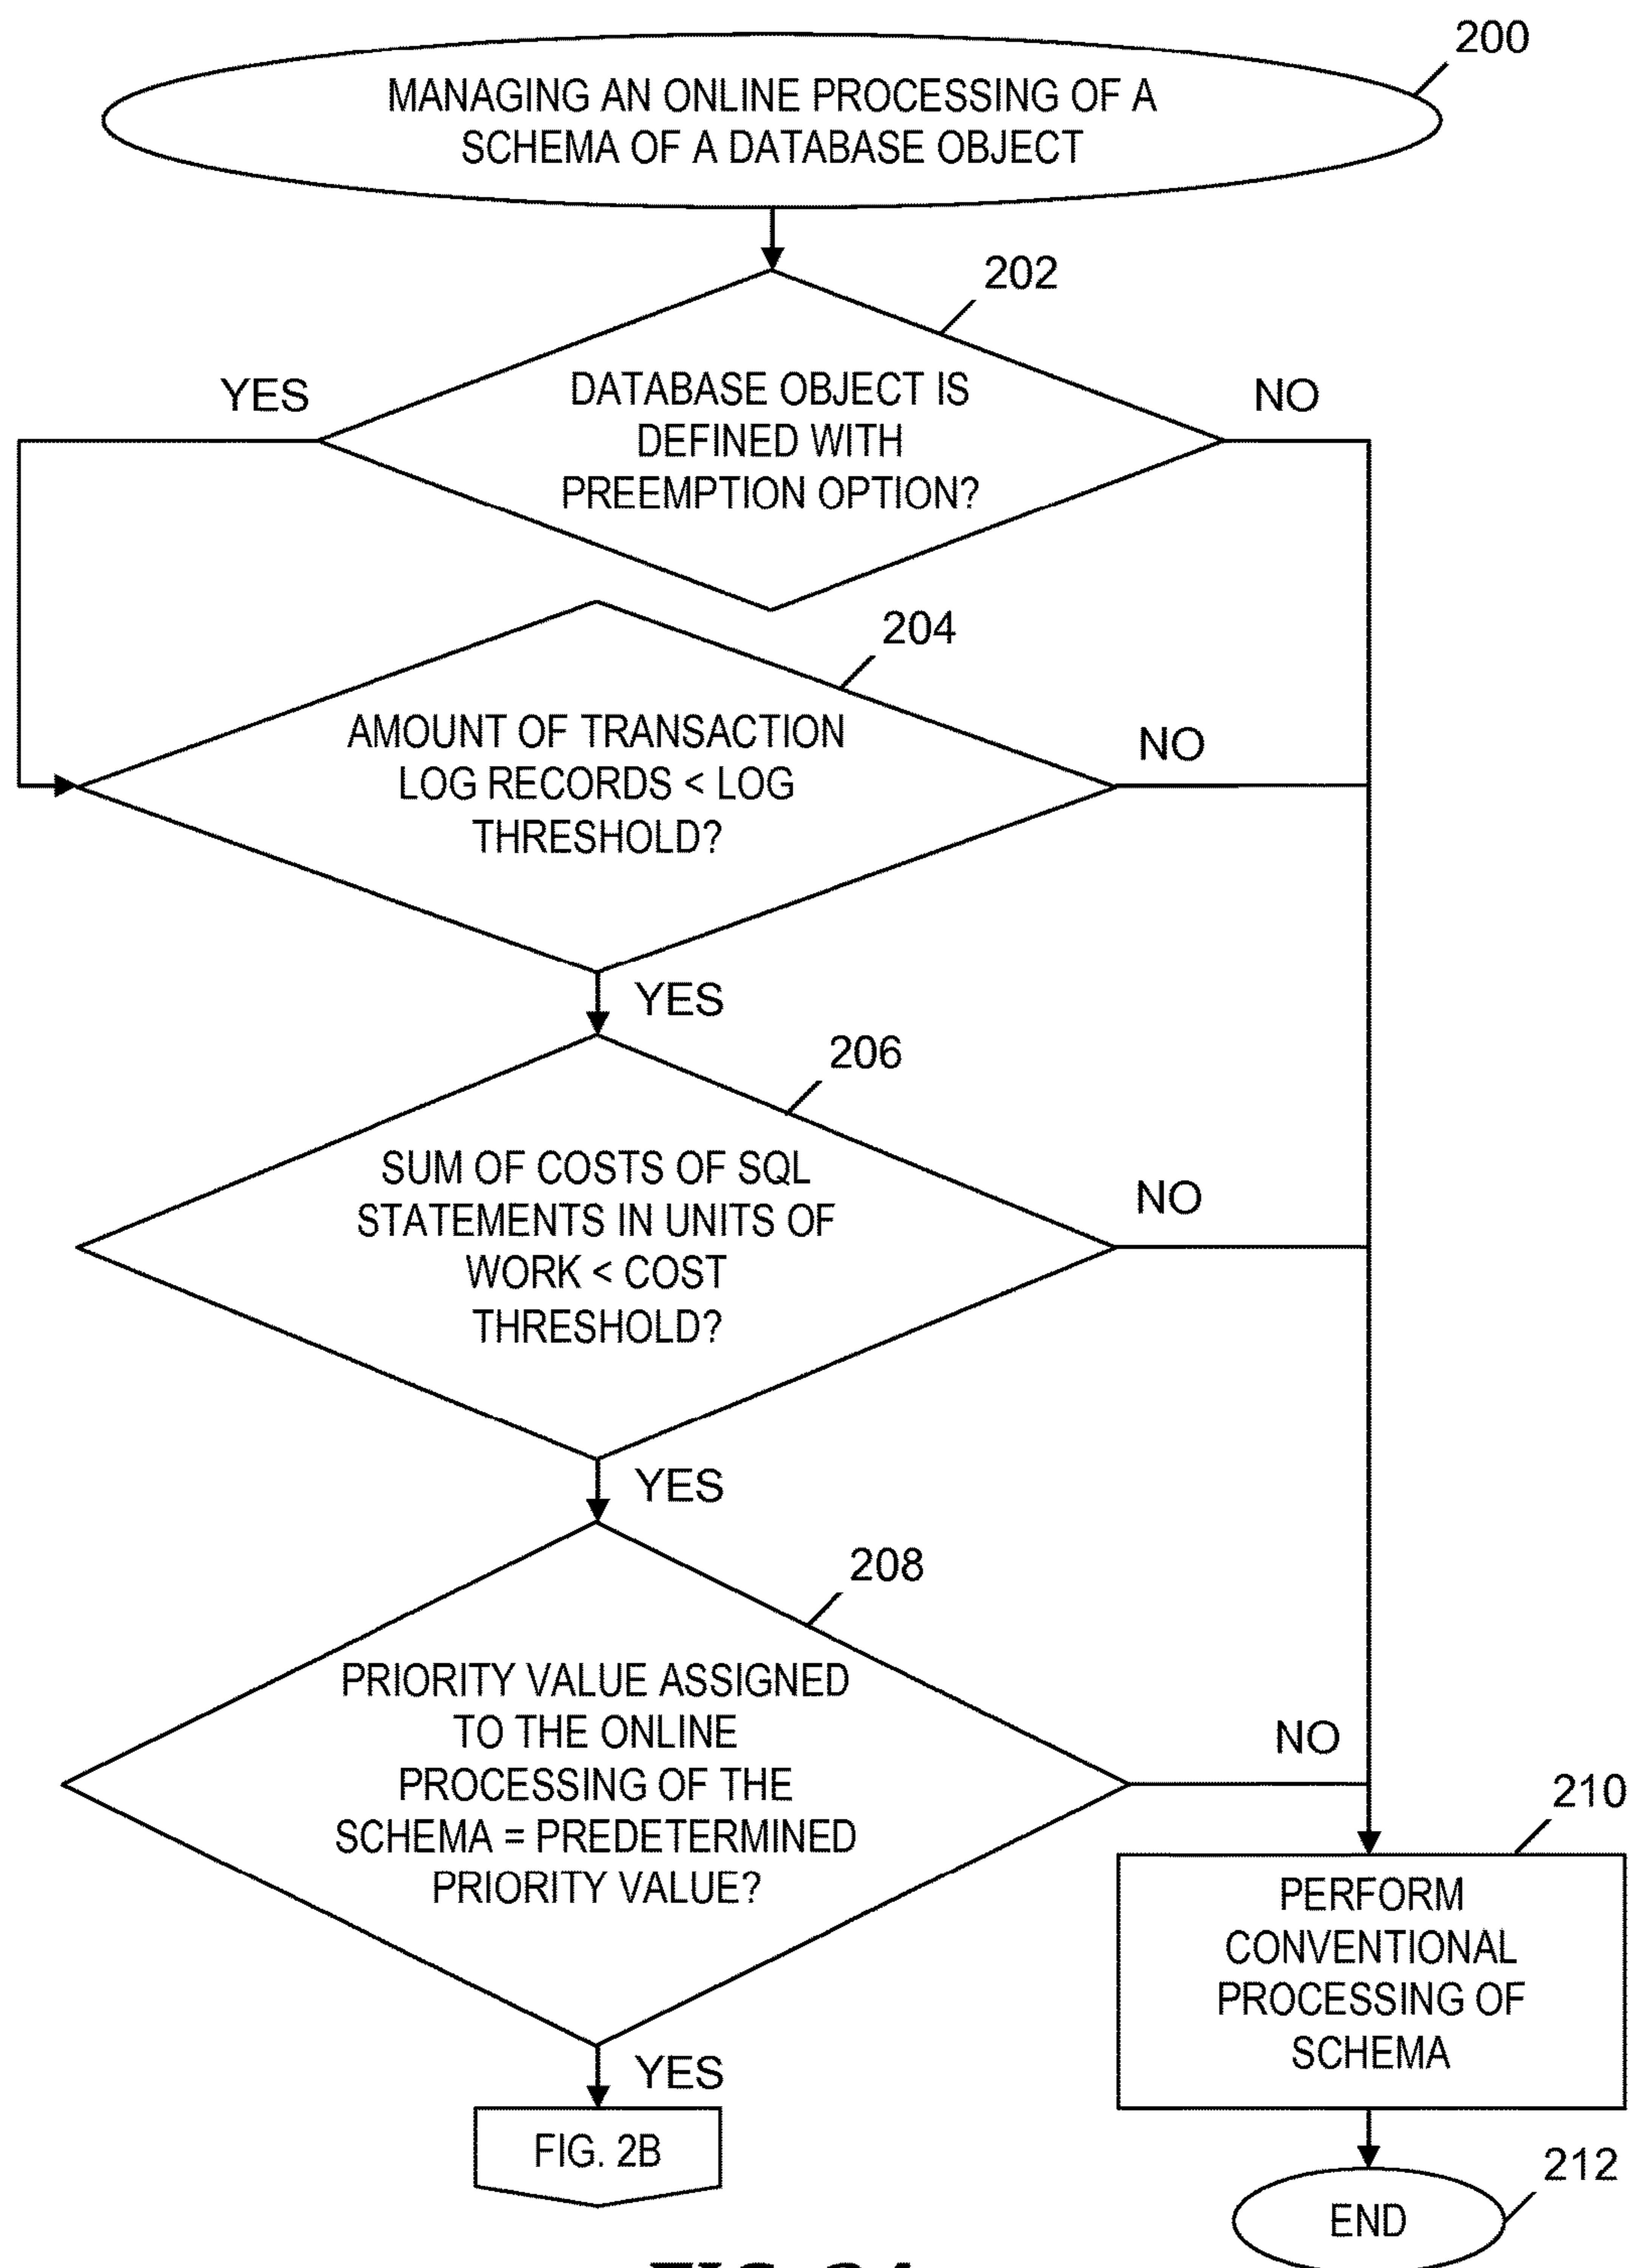 200
MANAGING AN ONLINE PROCESSING OF A
SCHEMA OF A DATABASE OBJECT
202
YES
NO
DATABASE OBJECT IS
DEFINED WITH
PREEMPTION OPTION?
204
AMOUNT OF TRANSACTION
LOG RECORDS < LOG
THRESHOLD?
NO
YES
206
SUM OF COSTS OF SQL
STATEMENTS IN UNITS OF
WORK < COST
THRESHOLD?
NO
YES
208
PRIORITY VALUE ASSIGNED
TO THE ONLINE
PROCESSING OF THE
SCHEMA = PREDETERMINED
PRIORITY VALUE?
NO
210
PERFORM
CONVENTIONAL
PROCESSING OF
SCHEMA
YES
FIG. 2B
212
END